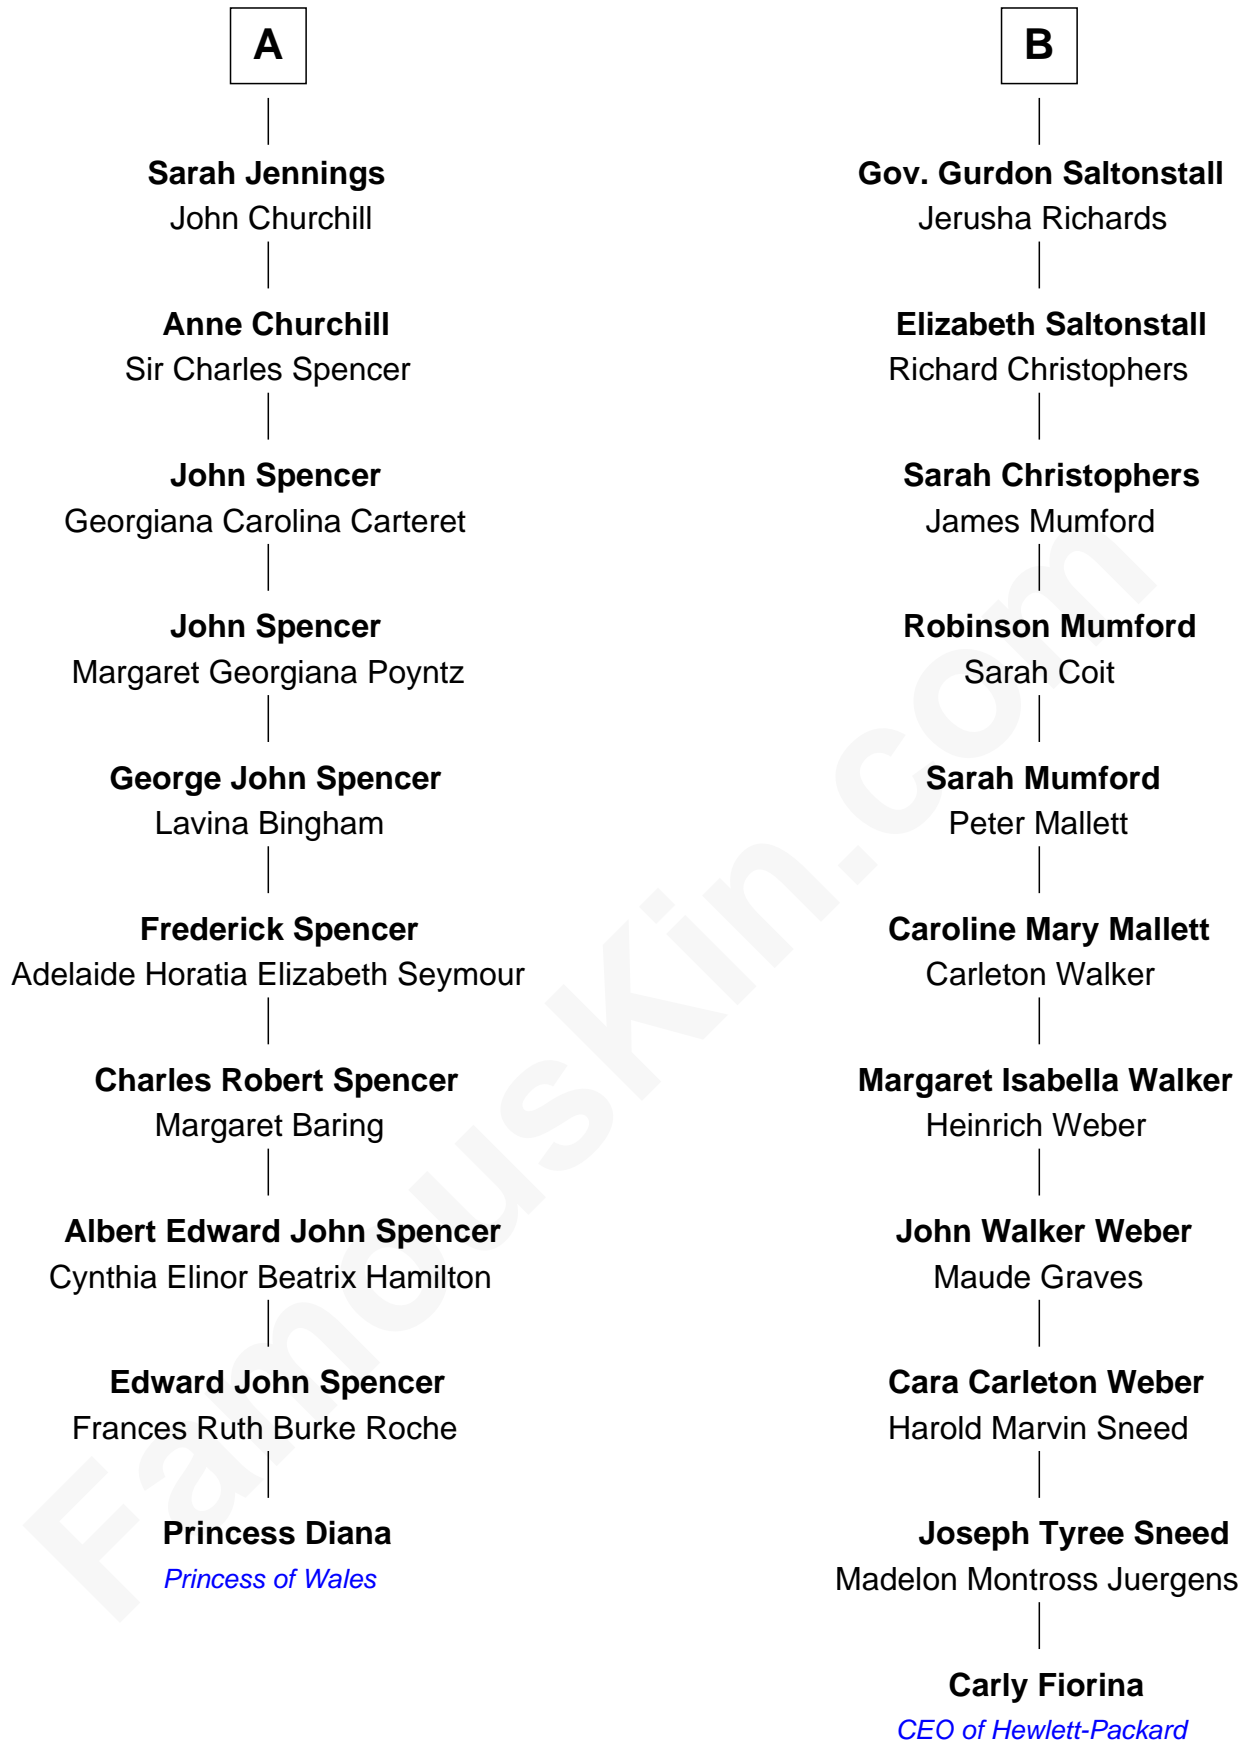 A
Sarah Jennings
John Churchill
Anne Churchill
Sir Charles Spencer
John Spencer
Georgiana Carolina Carteret
John Spencer
Margaret Georgiana Poyntz
George John Spencer
Lavina Bingham
Frederick Spencer
Adelaide Horatia Elizabeth Seymour
Charles Robert Spencer
Margaret Baring
Albert Edward John Spencer
Cynthia Elinor Beatrix Hamilton
Edward John Spencer
Frances Ruth Burke Roche
Princess Diana
Princess of Wales
B
Gov. Gurdon Saltonstall
Jerusha Richards
Elizabeth Saltonstall
Richard Christophers
Sarah Christophers
James Mumford
Robinson Mumford
Sarah Coit
Sarah Mumford
Peter Mallett
Caroline Mary Mallett
Carleton Walker
Margaret Isabella Walker
Heinrich Weber
John Walker Weber
Maude Graves
Cara Carleton Weber
Harold Marvin Sneed
Joseph Tyree Sneed
Madelon Montross Juergens
Carly Fiorina
CEO of Hewlett-Packard
FamousKin.com